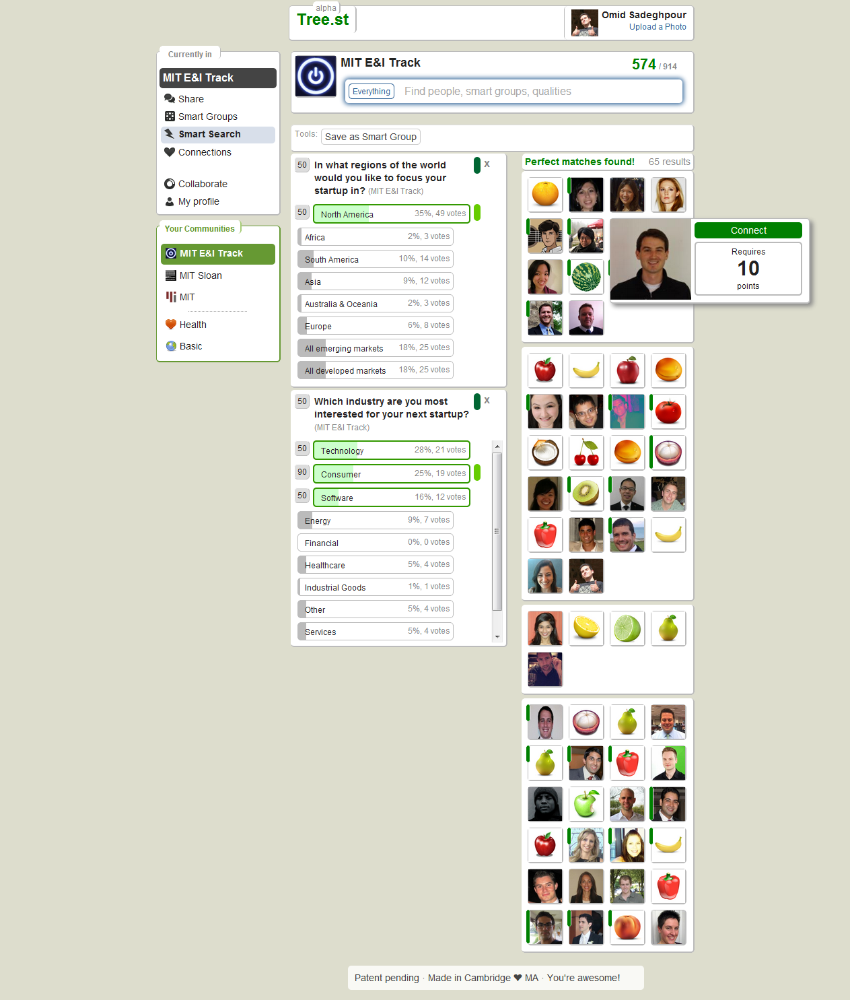 alpha
Tree.st
Omid Sadeghpour
Upload a Photo
Currently in
MIT E&I Track
Share
Smart Groups
Smart Search
Connections
Collaborate
My profile
Your Communities
MIT E&I Track
MIT Sloan
MIT
Health
Basic
MIT E&I Track
574 / 914
Everything Find people, smart groups, qualities
Tools: Save as Smart Group
50 In what regions of the world
would you like to focus your
startup in? (MIT E&I Track)
X
50 North America 35%, 49 votes
Africa 2%, 3 votes
South America 10%, 14 votes
Asia 9%, 12 votes
Australia & Oceania 2%, 3 votes
Europe 6%, 8 votes
All emerging markets 18%, 25 votes
All developed markets 18%, 25 votes
50 Which industry are you most
interested for your next startup?
(MIT E&I Track)
X
50 Technology 28%, 21 votes
90 Consumer 25%, 19 votes
50 Software 16%, 12 votes
Energy 9%, 7 votes
Financial 0%, 0 votes
Healthcare 5%, 4 votes
Industrial Goods 1%, 1 votes
Other 5%, 4 votes
Services 5%, 4 votes
Perfect matches found! 65 results
Connect
Requires
10
points
Patent pending · Made in Cambridge ♥ MA · You're awesome!